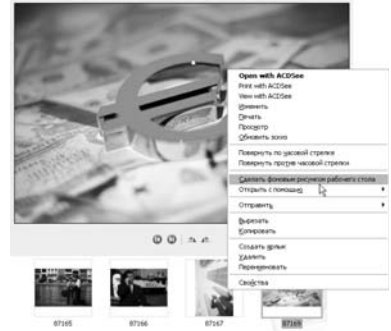 Open with ACDSee
Print with ACDSee
View with ACDSee
Изменить
Печать
Просмотр
Обновить эскиз
Повернуть по часовой стрелке
Повернуть против часовой стрелки
Сделать фоновым рисунком рабочего стола
Открыть с помощью
Отправить
Вырезать
Копировать
Создать ярлык
Удалить
Переименовать
Свойства
87165
87166
87167
87169